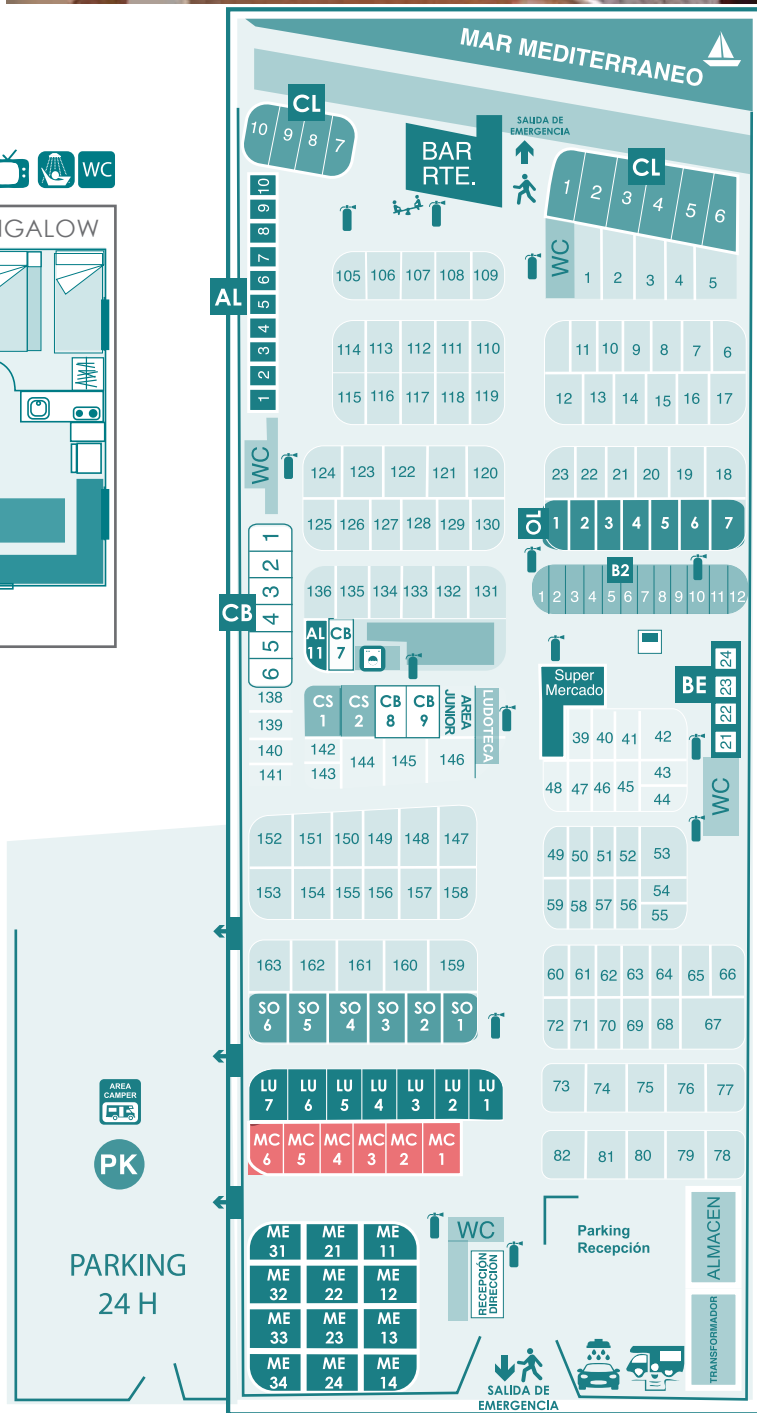 MAR MEDITERRANEO
CL
10 9 8 7
SALIDA DE
EMERGENCIA
BAR
RTE.
CL
1 2 3 4 5 6
WC
NGALOW
WC
1 2 3 4 5
AL
10
9
8
7
6
5
4
3
2
1
105 106 107 108 109
114 113 112 111 110
115 116 117 118 119
11 10 9 8 7 6
12 13 14 15 16 17
WC
124 123 122 121 120
125 126 127 128 129 130
23 22 21 20 19 18
OL
1 2 3 4 5 6 7
B2
1 2 3 4 5 6 7 8 9 10 11 12
CB
1
2
3
4
5
6
136 135 134 133 132 131
AL
11
CB
7
138
139
140
141
CS
1
CS
2
CB
8
CB
9
AREA
JUNIOR
LUDOTECA
142
143
144 145 146
Super
Mercado
BE
24
23
22
21
39 40 41 42
48 47 46 45
43
44
WC
152 151 150 149 148 147
153 154 155 156 157 158
49 50 51 52 53
59 58 57 56
54
55
163 162 161 160 159
SO
6
SO
5
SO
4
SO
3
SO
2
SO
1
60 61 62 63 64 65 66
72 71 70 69 68 67
LU
7
LU
6
LU
5
LU
4
LU
3
LU
2
LU
1
MC
6
MC
5
MC
4
MC
3
MC
2
MC
1
73 74 75 76 77
82 81 80 79 78
AREA
CAMPER
PK
PARKING
24 H
ME
31
ME
21
ME
11
ME
32
ME
22
ME
12
ME
33
ME
23
ME
13
ME
34
ME
24
ME
14
WC
RECEPCIÓN
DIRECCIÓN
Parking
Recepción
ALMACEN
TRANSFORMADOR
SALIDA DE
EMERGENCIA